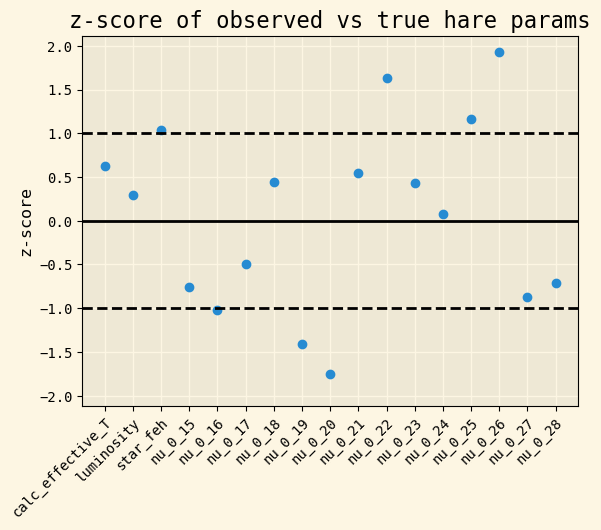 z-score of observed vs true hare params
z-score
2.0
1.5
1.0
0.5
0.0
−0.5
−1.0
−1.5
−2.0
calc_effective_T
luminosity
star_feh
nu_0_15
nu_0_16
nu_0_17
nu_0_18
nu_0_19
nu_0_20
nu_0_21
nu_0_22
nu_0_23
nu_0_24
nu_0_25
nu_0_26
nu_0_27
nu_0_28